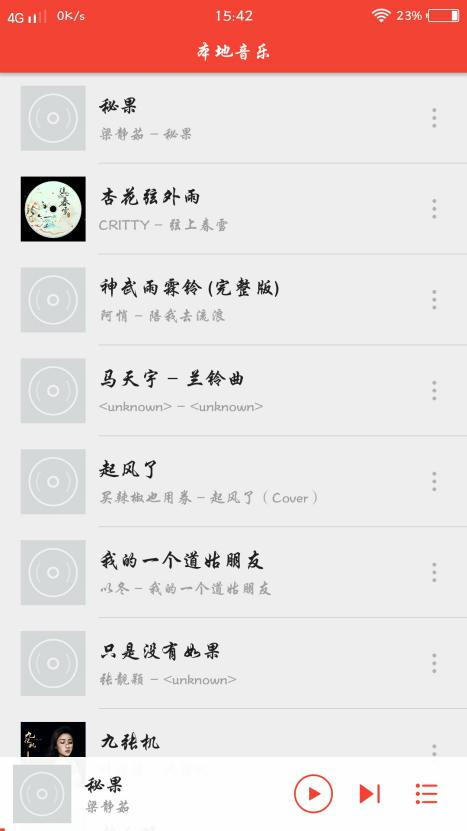 4G 0K/s 15:42 23%
本地音乐
秘果
梁静茹 - 秘果
杏花弦外雨
CRITTY - 弦上春雪
神武雨霖铃 (完整版)
阿悄 - 陪我去流浪
马天宇 - 兰铃曲
<unknown> - <unknown>
起风了
买辣椒也用券 - 起风了（Cover）
我的一个道姑朋友
以冬 - 我的一个道姑朋友
只是没有如果
张靓颖 - <unknown>
九张机
秘果
梁静茹